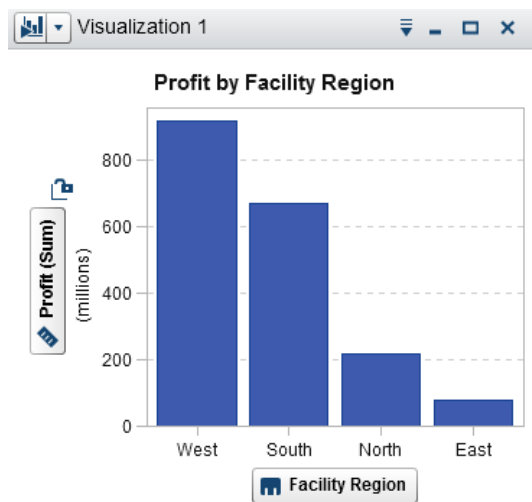 Visualization 1
Profit by Facility Region
Profit (Sum)
(millions)
800
600
400
200
0
West South North East
Facility Region